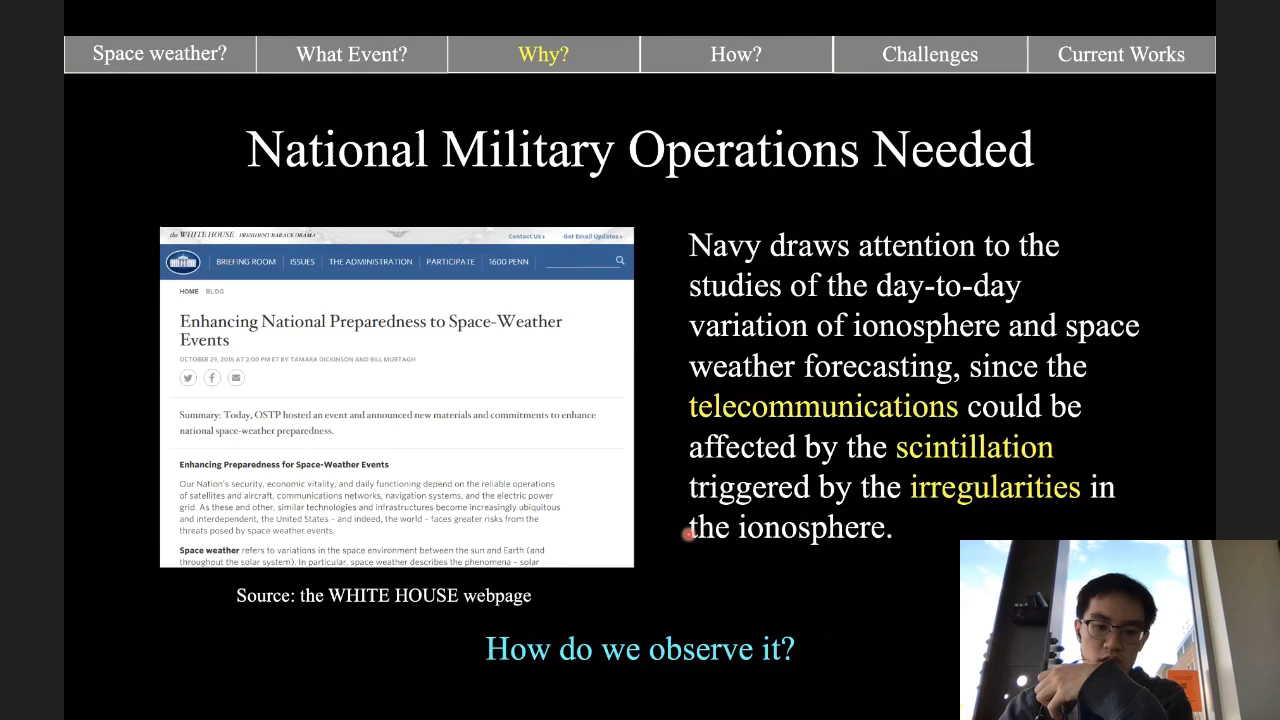 Space weather?
What Event?
Why?
How?
Challenges
Current Works
National Military Operations Needed
the WHITE HOUSE PRESIDENT BARACK OBAMA
Contact Us ›
Get Email Updates ›
BRIEFING ROOM
ISSUES
THE ADMINISTRATION
PARTICIPATE
1600 PENN
HOME · BLOG
Enhancing National Preparedness to Space-Weather
Events
OCTOBER 29, 2015 AT 2:00 PM ET BY TAMARA DICKINSON AND BILL MURTAGH
Summary: Today, OSTP hosted an event and announced new materials and commitments to enhance
national space-weather preparedness.
Enhancing Preparedness for Space-Weather Events
Our Nation's security, economic vitality, and daily functioning depend on the reliable operations
of satellites and aircraft, communications networks, navigation systems, and the electric power
grid. As these and other, similar technologies and infrastructures become increasingly ubiquitous
and interdependent, the United States – and indeed, the world – faces greater risks from the
threats posed by space weather events.
Space weather refers to variations in the space environment between the sun and Earth (and
throughout the solar system). In particular, space weather describes the phenomena – solar
Source: the WHITE HOUSE webpage
Navy draws attention to the
studies of the day-to-day
variation of ionosphere and space
weather forecasting, since the
telecommunications could be
affected by the scintillation
triggered by the irregularities in
the ionosphere.
How do we observe it?